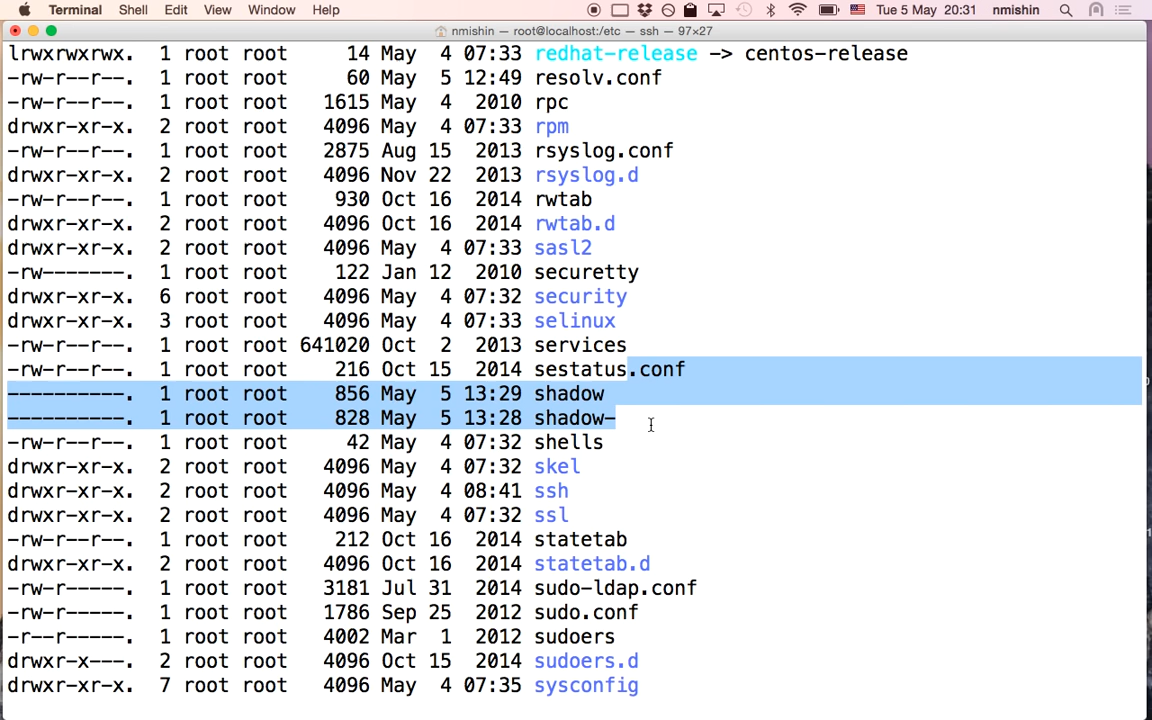 Terminal Shell Edit View Window Help Tue 5 May 20:31 nmishin
nmishin — root@localhost:/etc — ssh — 97×27
lrwxrwxrwx. 1 root root 14 May 4 07:33 redhat-release -> centos-release
-rw-r--r--. 1 root root 60 May 5 12:49 resolv.conf
-rw-r--r--. 1 root root 1615 May 4 2010 rpc
drwxr-xr-x. 2 root root 4096 May 4 07:33 rpm
-rw-r--r--. 1 root root 2875 Aug 15 2013 rsyslog.conf
drwxr-xr-x. 2 root root 4096 Nov 22 2013 rsyslog.d
-rw-r--r--. 1 root root 930 Oct 16 2014 rwtab
drwxr-xr-x. 2 root root 4096 Oct 16 2014 rwtab.d
drwxr-xr-x. 2 root root 4096 May 4 07:33 sasl2
-rw-------. 1 root root 122 Jan 12 2010 securetty
drwxr-xr-x. 6 root root 4096 May 4 07:32 security
drwxr-xr-x. 3 root root 4096 May 4 07:33 selinux
-rw-r--r--. 1 root root 641020 Oct 2 2013 services
-rw-r--r--. 1 root root 216 Oct 15 2014 sestatus.conf
----------. 1 root root 856 May 5 13:29 shadow
----------. 1 root root 828 May 5 13:28 shadow-
-rw-r--r--. 1 root root 42 May 4 07:32 shells
drwxr-xr-x. 2 root root 4096 May 4 07:32 skel
drwxr-xr-x. 2 root root 4096 May 4 08:41 ssh
drwxr-xr-x. 2 root root 4096 May 4 07:32 ssl
-rw-r--r--. 1 root root 212 Oct 16 2014 statetab
drwxr-xr-x. 2 root root 4096 Oct 16 2014 statetab.d
-rw-r-----. 1 root root 3181 Jul 31 2014 sudo-ldap.conf
-rw-r-----. 1 root root 1786 Sep 25 2012 sudo.conf
-r--r-----. 1 root root 4002 Mar 1 2012 sudoers
drwxr-x---. 2 root root 4096 Oct 15 2014 sudoers.d
drwxr-xr-x. 7 root root 4096 May 4 07:35 sysconfig